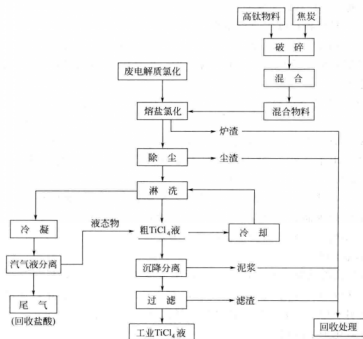 高钛物料
焦炭
破 碎
混 合
废电解质氯化
熔盐氯化
混合物料
炉渣
除 尘
尘渣
淋 洗
冷 凝
液态物
粗TiCl₄液
冷 却
汽气液分离
沉降分离
泥浆
尾 气
(回收盐酸)
过 滤
滤渣
工业TiCl₄液
回收处理